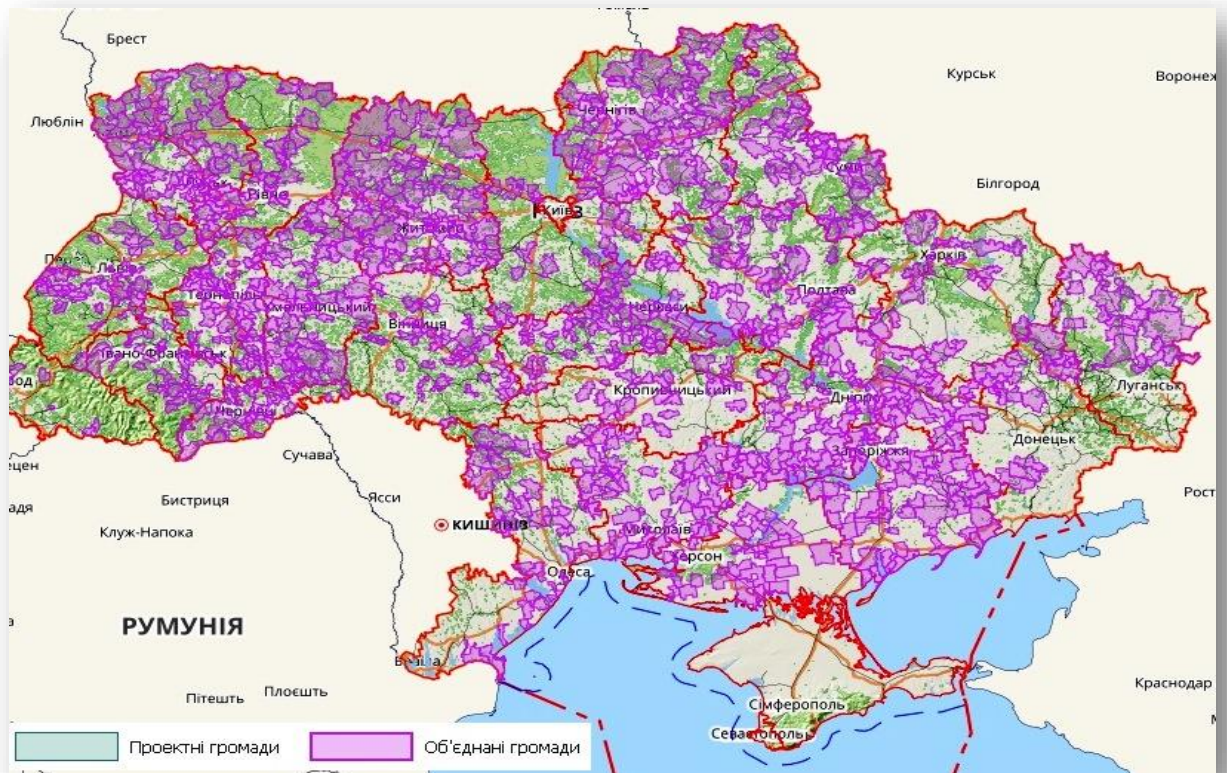 Брест
Курськ
Воронеж
Люблін
Чернігів
Суми
Білгород
Рівне
Київ
Житомир
Харків
Львів
Полтава
Тернопіль
Хмельницький
Черкаси
Вінниця
Івано-Франківськ
Кропивницький
Луганськ
Дніпро
Чернівці
Донецьк
Запоріжжя
Сучава
Рост
Бистриця
Ясси
Клуж-Напока
КИШИНІВ
Миколаїв
Херсон
Одеса
РУМУНІЯ
Краснодар
Пітешть
Плоєшть
Сімферополь
Севастополь
Проектні громади
Об'єднані громади